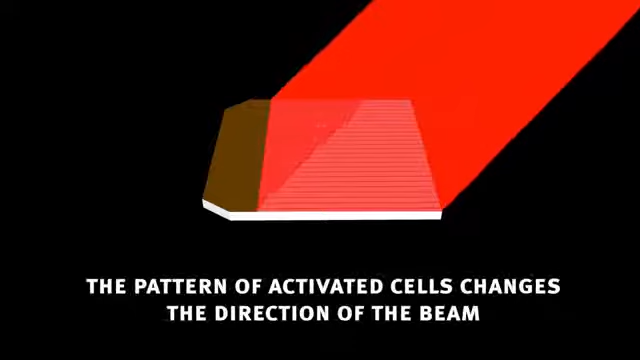 THE PATTERN OF ACTIVATED CELLS CHANGES
THE DIRECTION OF THE BEAM